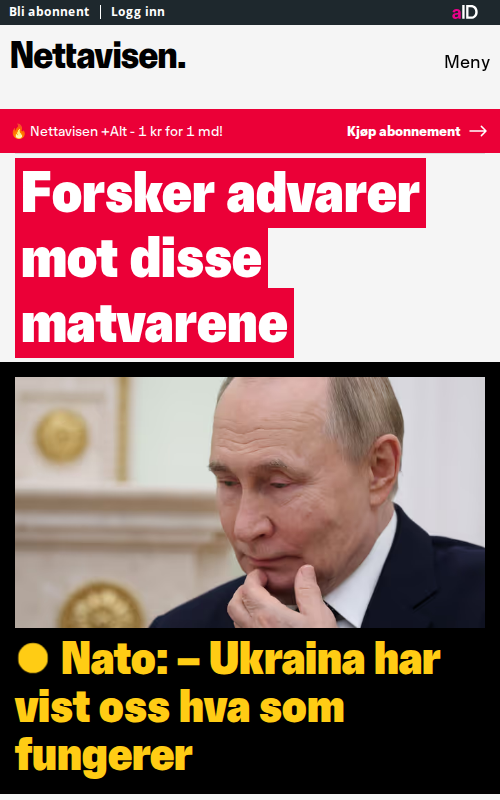 Bli abonnent | Logg inn
aID
Nettavisen.
Meny
🔥 Nettavisen +Alt - 1 kr for 1 md!
Kjøp abonnement →
Forsker advarer
mot disse
matvarene
Nato: – Ukraina har
vist oss hva som
fungerer